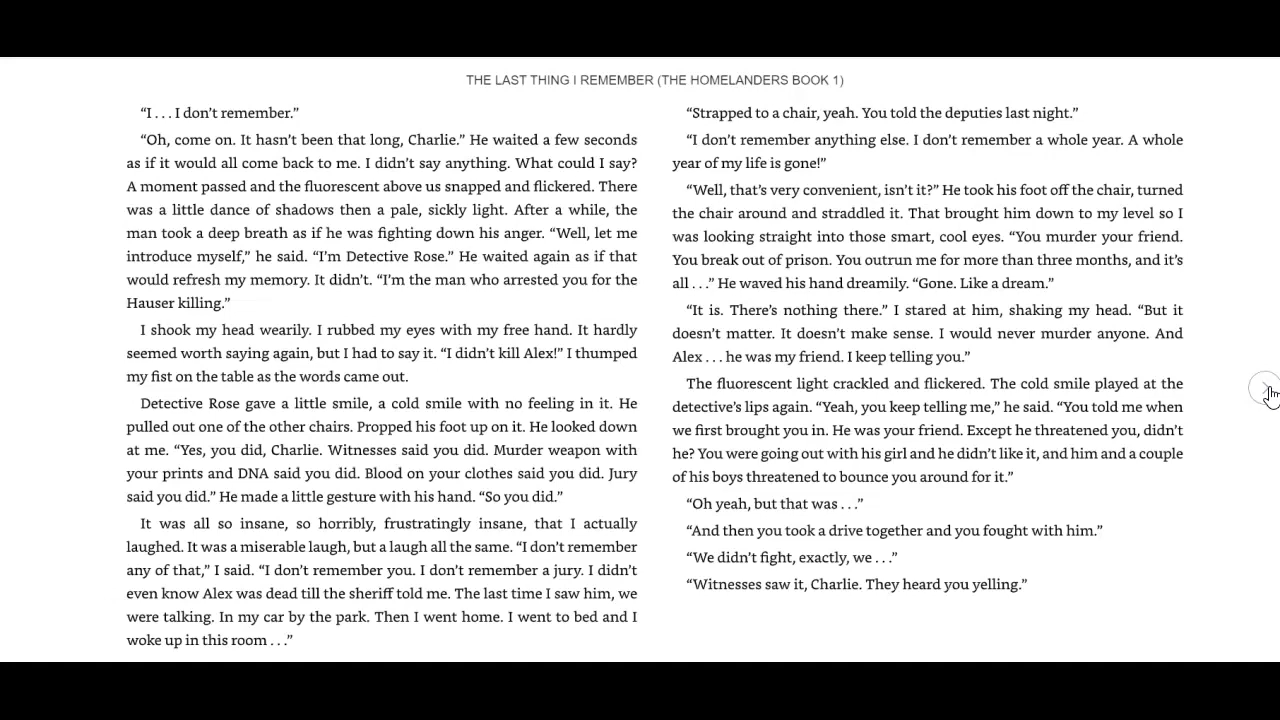 THE LAST THING I REMEMBER (THE HOMELANDERS BOOK 1)
“I . . . I don’t remember.”
“Oh, come on. It hasn’t been that long, Charlie.” He waited a few seconds
as if it would all come back to me. I didn’t say anything. What could I say?
A moment passed and the fluorescent above us snapped and flickered. There
was a little dance of shadows then a pale, sickly light. After a while, the
man took a deep breath as if he was fighting down his anger. “Well, let me
introduce myself,” he said. “I’m Detective Rose.” He waited again as if that
would refresh my memory. It didn’t. “I’m the man who arrested you for the
Hauser killing.”
I shook my head wearily. I rubbed my eyes with my free hand. It hardly
seemed worth saying again, but I had to say it. “I didn’t kill Alex!” I thumped
my fist on the table as the words came out.
Detective Rose gave a little smile, a cold smile with no feeling in it. He
pulled out one of the other chairs. Propped his foot up on it. He looked down
at me. “Yes, you did, Charlie. Witnesses said you did. Murder weapon with
your prints and DNA said you did. Blood on your clothes said you did. Jury
said you did.” He made a little gesture with his hand. “So you did.”
It was all so insane, so horribly, frustratingly insane, that I actually
laughed. It was a miserable laugh, but a laugh all the same. “I don’t remember
any of that,” I said. “I don’t remember you. I don’t remember a jury. I didn’t
even know Alex was dead till the sheriff told me. The last time I saw him, we
were talking. In my car by the park. Then I went home. I went to bed and I
woke up in this room . . .”
“Strapped to a chair, yeah. You told the deputies last night.”
“I don’t remember anything else. I don’t remember a whole year. A whole
year of my life is gone!”
“Well, that’s very convenient, isn’t it?” He took his foot off the chair, turned
the chair around and straddled it. That brought him down to my level so I
was looking straight into those smart, cool eyes. “You murder your friend.
You break out of prison. You outrun me for more than three months, and it’s
all . . .” He waved his hand dreamily. “Gone. Like a dream.”
“It is. There’s nothing there.” I stared at him, shaking my head. “But it
doesn’t matter. It doesn’t make sense. I would never murder anyone. And
Alex . . . he was my friend. I keep telling you.”
The fluorescent light crackled and flickered. The cold smile played at the
detective’s lips again. “Yeah, you keep telling me,” he said. “You told me when
we first brought you in. He was your friend. Except he threatened you, didn’t
he? You were going out with his girl and he didn’t like it, and him and a couple
of his boys threatened to bounce you around for it.”
“Oh yeah, but that was . . .”
“And then you took a drive together and you fought with him.”
“We didn’t fight, exactly, we . . .”
“Witnesses saw it, Charlie. They heard you yelling.”